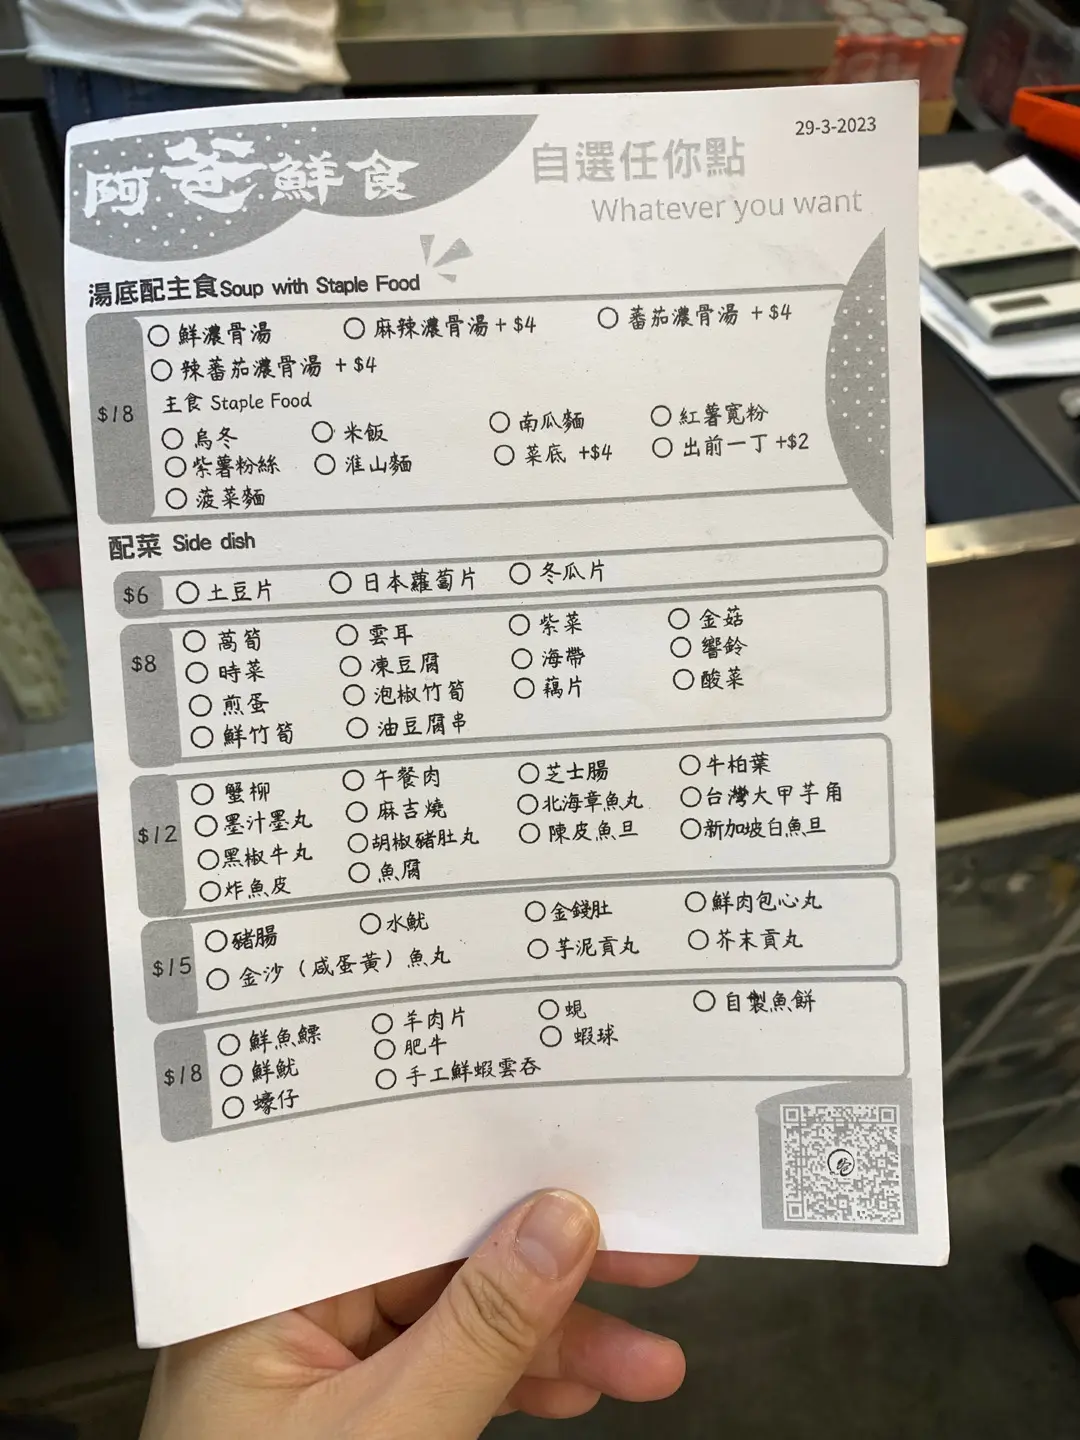 29-3-2023
阿爸鮮食
自選任你點
Whatever you want
湯底配主食Soup with Staple Food
$18
○ 鮮濃骨湯 ○ 麻辣濃骨湯 + $4 ○ 蕃茄濃骨湯 + $4
○ 辣蕃茄濃骨湯 + $4
主食 Staple Food
○ 烏冬 ○ 米飯 ○ 南瓜麵 ○ 紅薯寬粉
○ 紫薯粉絲 ○ 淮山麵 ○ 菜底 +$4 ○ 出前一丁 +$2
○ 菠菜麵
配菜 Side dish
$6 ○ 土豆片 ○ 日本蘿蔔片 ○ 冬瓜片
$8
○ 萵筍 ○ 雲耳 ○ 紫菜 ○ 金菇
○ 時菜 ○ 凍豆腐 ○ 海帶 ○ 響鈴
○ 煎蛋 ○ 泡椒竹筍 ○ 藕片 ○ 酸菜
○ 鮮竹筍 ○ 油豆腐串
$12
○ 蟹柳 ○ 午餐肉 ○ 芝士腸 ○ 牛柏葉
○ 墨汁墨丸 ○ 麻吉燒 ○ 北海章魚丸 ○ 台灣大甲芋角
○ 黑椒牛丸 ○ 胡椒豬肚丸 ○ 陳皮魚旦 ○ 新加坡白魚旦
○ 炸魚皮 ○ 魚腐
$15
○ 豬腸 ○ 水魷 ○ 金錢肚 ○ 鮮肉包心丸
○ 金沙（咸蛋黃）魚丸 ○ 芋泥貢丸 ○ 芥末貢丸
$18
○ 鮮魚鰾 ○ 羊肉片 ○ 蜆 ○ 自製魚餅
○ 鮮魷 ○ 肥牛 ○ 蝦球
○ 蠔仔 ○ 手工鮮蝦雲吞
爸